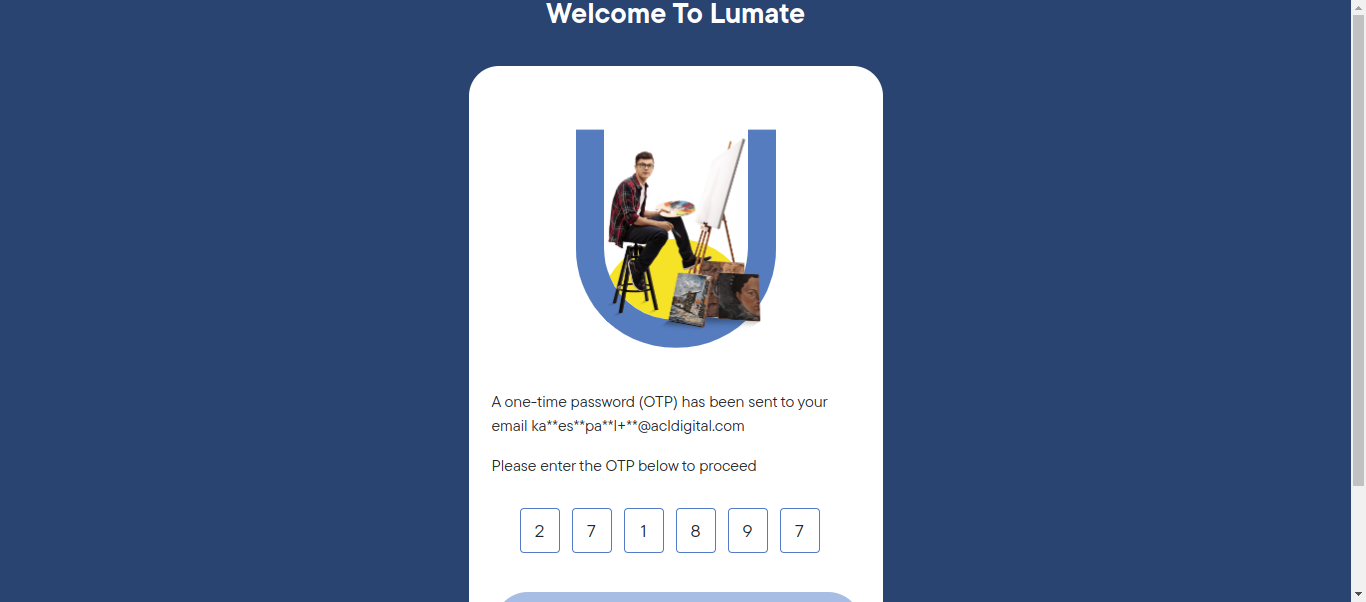 Welcome To Lumate
A one-time password (OTP) has been sent to your
email ka**es**pa**l+**@acldigital.com
Please enter the OTP below to proceed
2 7 1 8 9 7